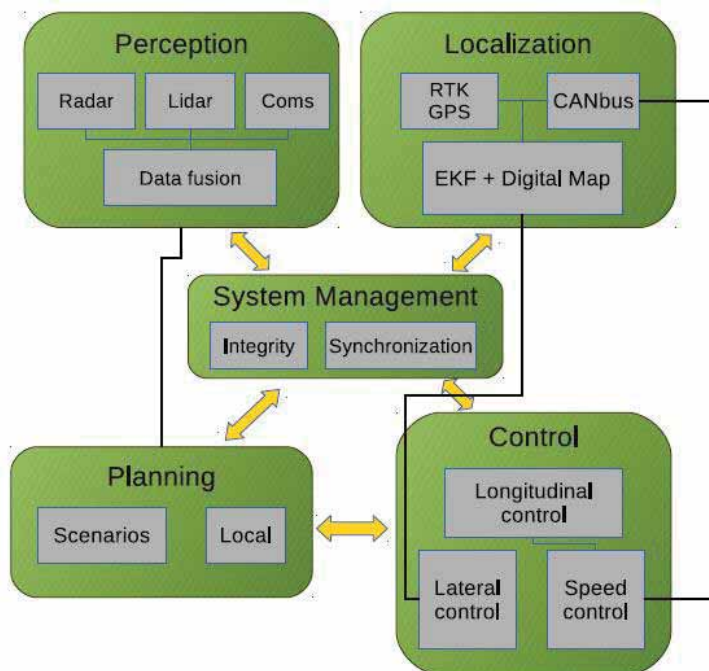 Perception
Radar
Lidar
Coms
Data fusion
Localization
RTK
GPS
CANbus
EKF + Digital Map
System Management
Integrity
Synchronization
Planning
Scenarios
Local
Control
Longitudinal
control
Lateral
control
Speed
control